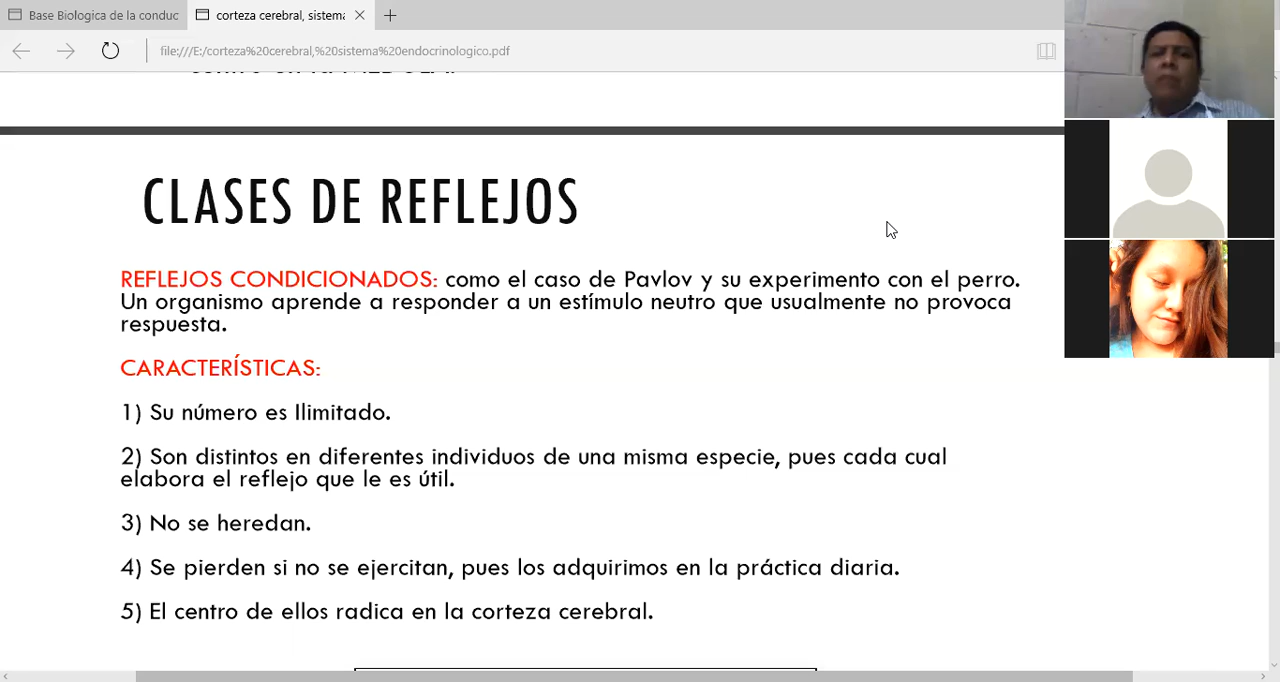 Base Biologica de la conduc
corteza cerebral, sistema
file:///E:/corteza%20cerebral,%20sistema%20endocrinologico.pdf
CLASES DE REFLEJOS
REFLEJOS CONDICIONADOS: como el caso de Pavlov y su experimento con el perro.
Un organismo aprende a responder a un estímulo neutro que usualmente no provoca
respuesta.
CARACTERÍSTICAS:
1) Su número es Ilimitado.
2) Son distintos en diferentes individuos de una misma especie, pues cada cual
elabora el reflejo que le es útil.
3) No se heredan.
4) Se pierden si no se ejercitan, pues los adquirimos en la práctica diaria.
5) El centro de ellos radica en la corteza cerebral.